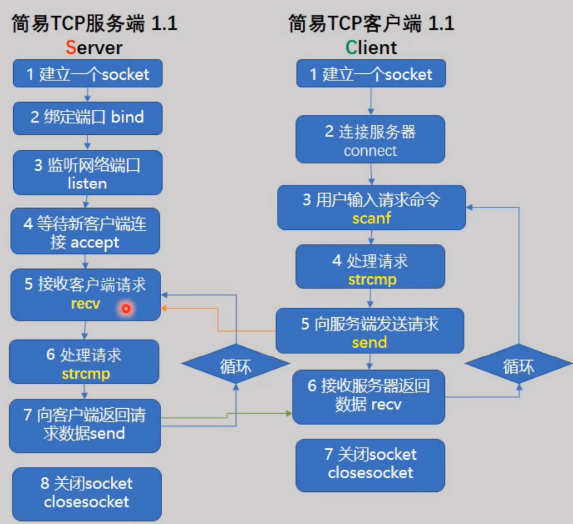 简易TCP服务端 1.1
Server
1 建立一个socket
2 绑定端口 bind
3 监听网络端口
listen
4 等待新客户端连
接 accept
5 接收客户端请求
recv
6 处理请求
strcmp
7 向客户端返回请
求数据send
8 关闭socket
closesocket
循环
简易TCP客户端 1.1
Client
1 建立一个socket
2 连接服务器
connect
3 用户输入请求命令
scanf
4 处理请求
strcmp
5 向服务端发送请求
send
6 接收服务器返回
数据 recv
7 关闭socket
closesocket
循环